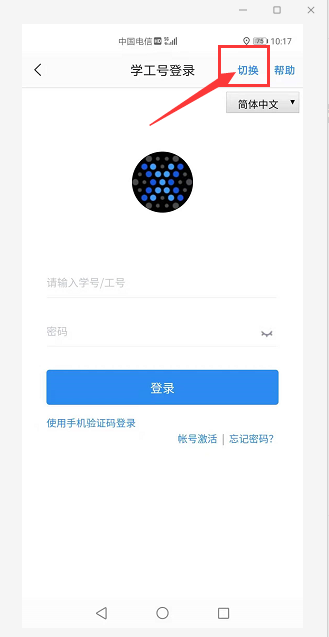 中国电信 HD 10:17
学工号登录 切换 帮助
简体中文
请输入学号/工号
密码
登录
使用手机验证码登录
帐号激活 | 忘记密码?